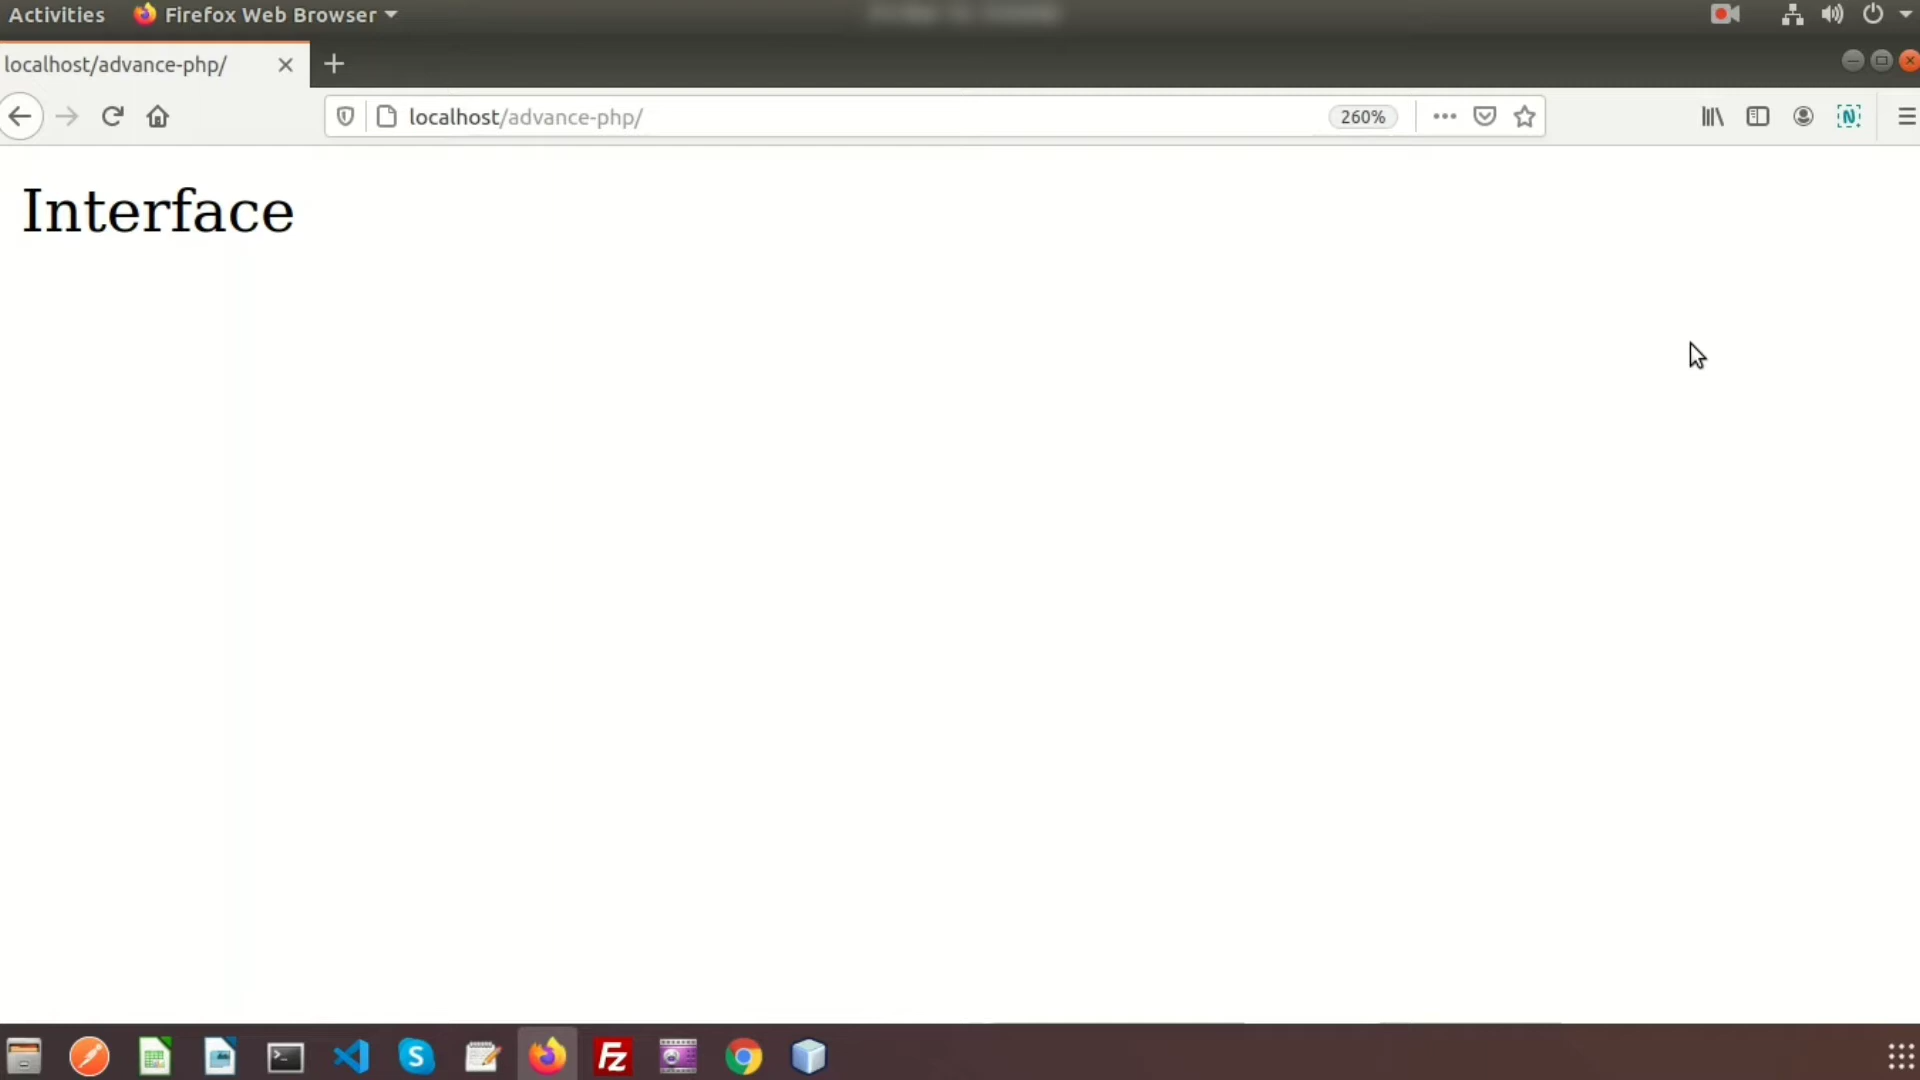 Activities Firefox Web Browser
localhost/advance-php/
localhost/advance-php/ 260%
Interface